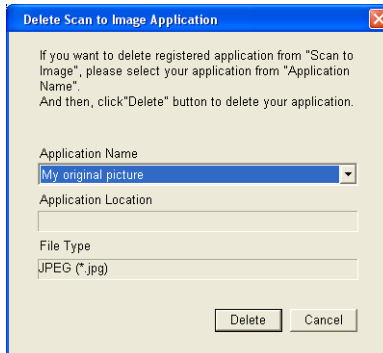 Delete Scan to Image Application
If you want to delete registered application from "Scan to
Image", please select your application from "Application
Name".
And then, click"Delete" button to delete your application.
Application Name
My original picture
Application Location
File Type
JPEG (*.jpg)
Delete Cancel